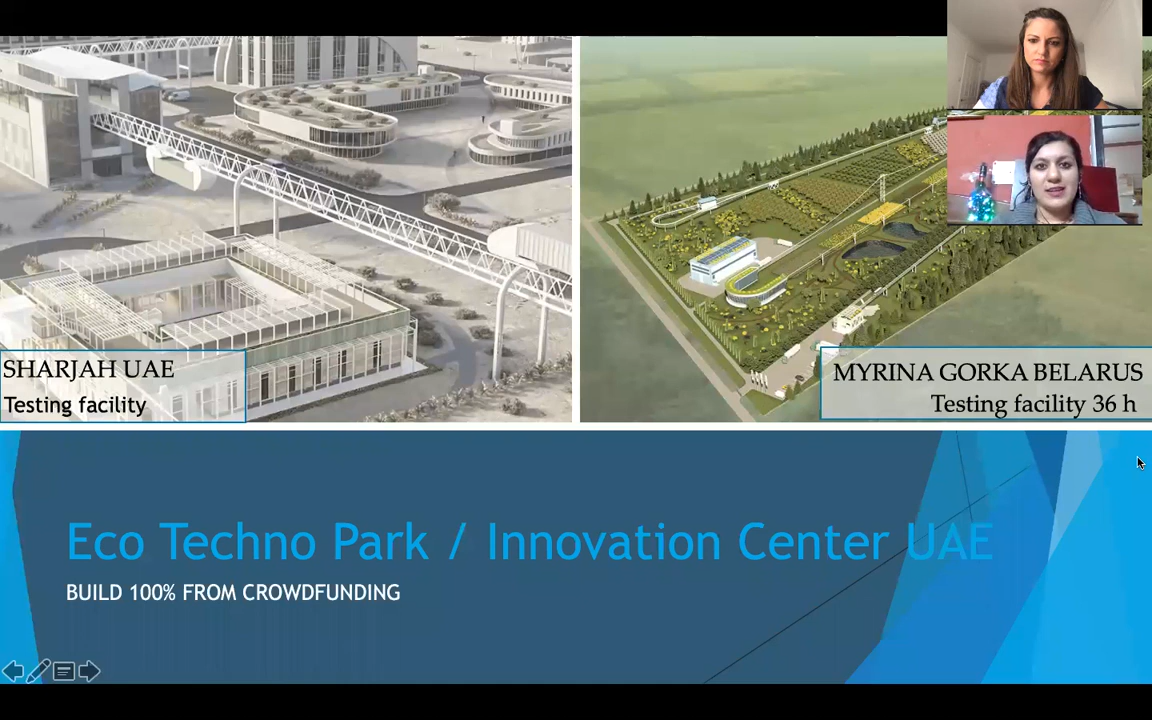 SHARJAH UAE
Testing facility
MYRINA GORKA BELARUS
Testing facility 36 h
Eco Techno Park / Innovation Center UAE
BUILD 100% FROM CROWDFUNDING